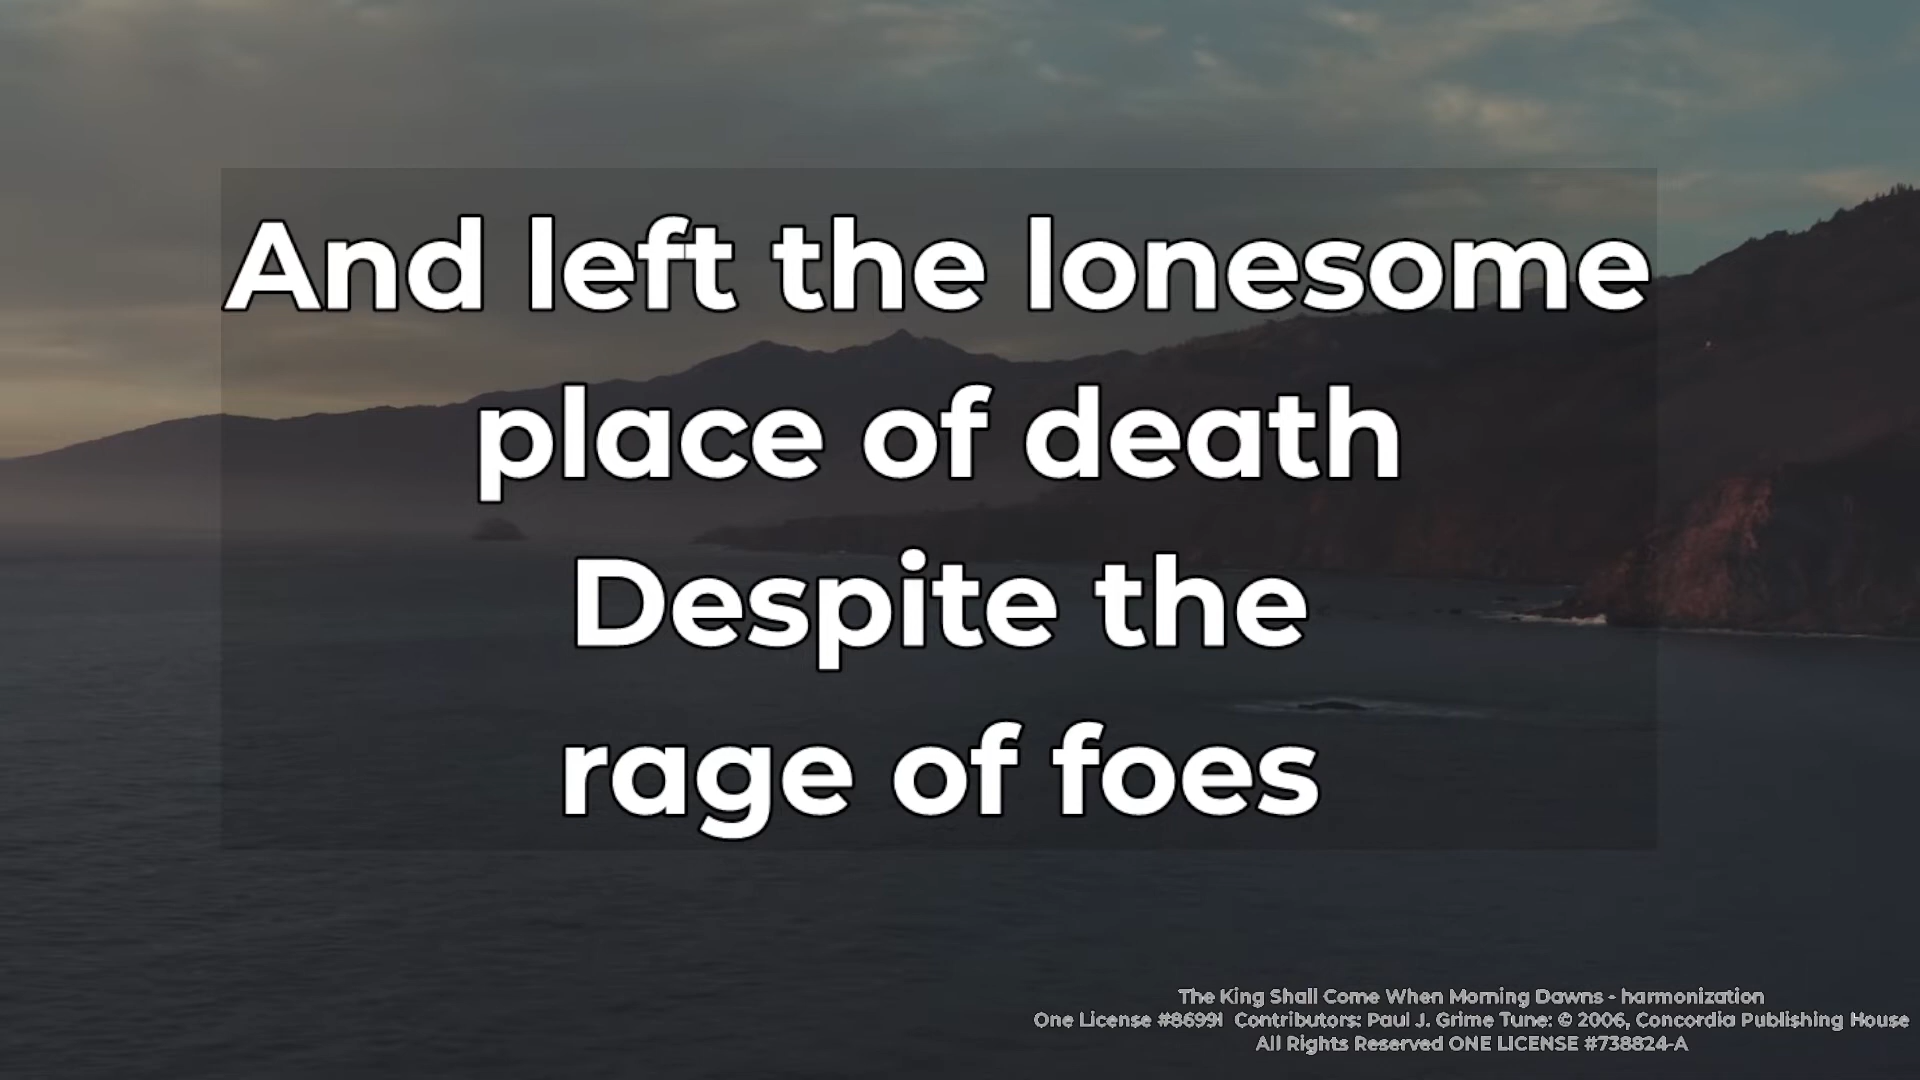 And left the lonesome
place of death
Despite the
rage of foes
The King Shall Come When Morning Dawns - harmonization
One License #86991 Contributors: Paul J. Grime Tune: © 2006, Concordia Publishing House
All Rights Reserved ONE LICENSE #738824-A